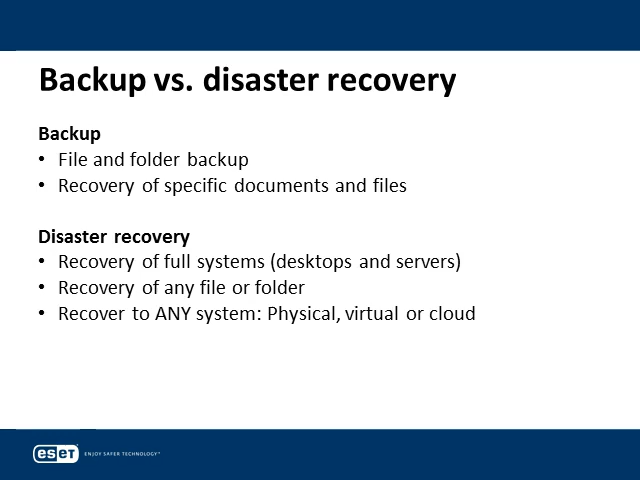 Backup vs. disaster recovery
Backup
• File and folder backup
• Recovery of specific documents and files
Disaster recovery
• Recovery of full systems (desktops and servers)
• Recovery of any file or folder
• Recover to ANY system: Physical, virtual or cloud
eseT ENJOY SAFER TECHNOLOGY™